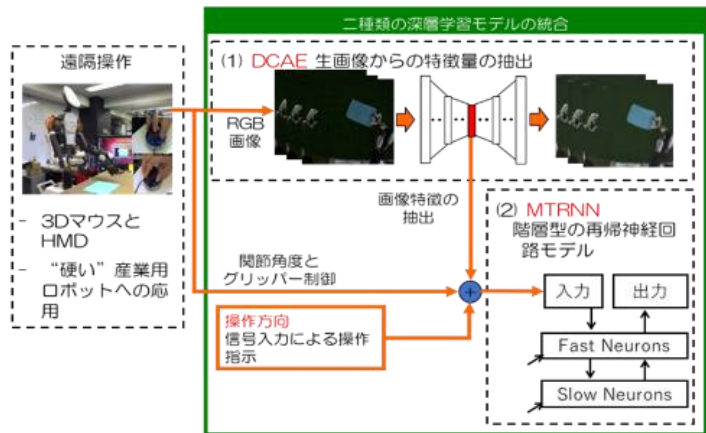 二種類の深層学習モデルの統合
遠隔操作
- 3Dマウスと
HMD
- “硬い”産業用
ロボットへの応
用
(1) DCAE 生画像からの特徴量の抽出
RGB
画像
画像特徴の
抽出
関節角度と
グリッパー制御
操作方向
信号入力による操作
指示
(2) MTRNN
階層型の再帰神経回
路モデル
入力
出力
Fast Neurons
Slow Neurons